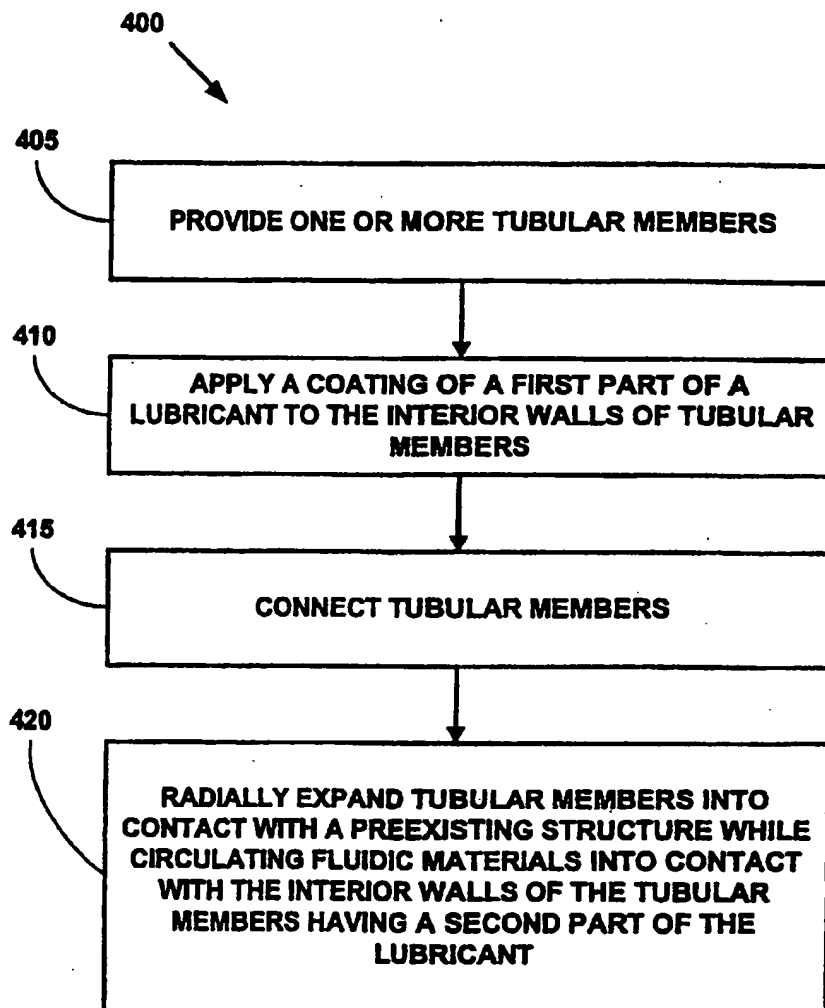 400
405
PROVIDE ONE OR MORE TUBULAR MEMBERS
410
APPLY A COATING OF A FIRST PART OF A
LUBRICANT TO THE INTERIOR WALLS OF TUBULAR
MEMBERS
415
CONNECT TUBULAR MEMBERS
420
RADIALLY EXPAND TUBULAR MEMBERS INTO
CONTACT WITH A PREEXISTING STRUCTURE WHILE
CIRCULATING FLUIDIC MATERIALS INTO CONTACT
WITH THE INTERIOR WALLS OF THE TUBULAR
MEMBERS HAVING A SECOND PART OF THE
LUBRICANT